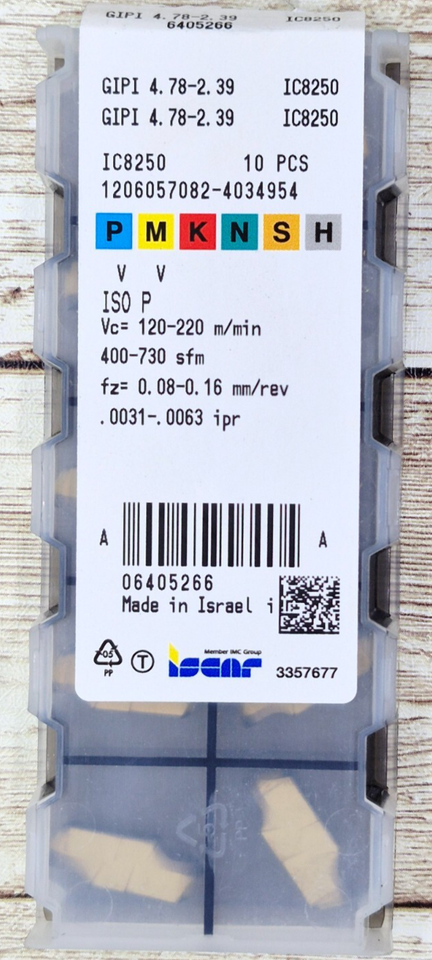 GIPI 4.78-2.39 IC8250
6405266
GIPI 4.78-2.39 IC8250
GIPI 4.78-2.39 IC8250
IC8250 10 PCS
1206057082-4034954
P M K N S H
V V
ISO P
Vc= 120-220 m/min
400-730 sfm
fz= 0.08-0.16 mm/rev
.0031-.0063 ipr
A A
06405266
Made in Israel i
05
PP
T
Member IMC Group
iscar
3357677
05
PP